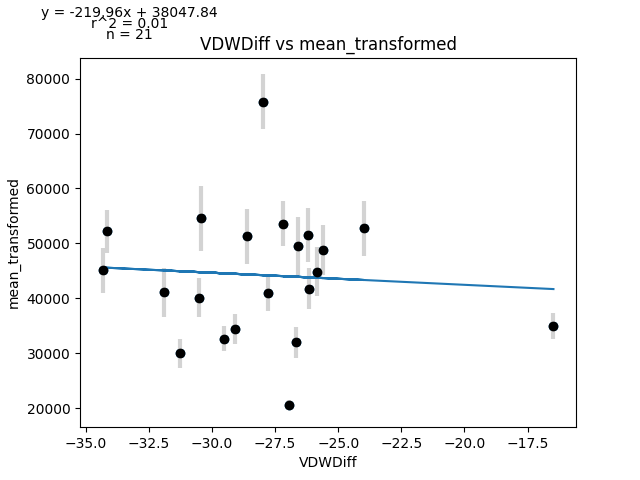 y = -219.96x + 38047.84
r^2 = 0.01
n = 21
VDWDiff vs mean_transformed
80000
70000
60000
50000
40000
30000
20000
mean_transformed
−35.0 −32.5 −30.0 −27.5 −25.0 −22.5 −20.0 −17.5
VDWDiff